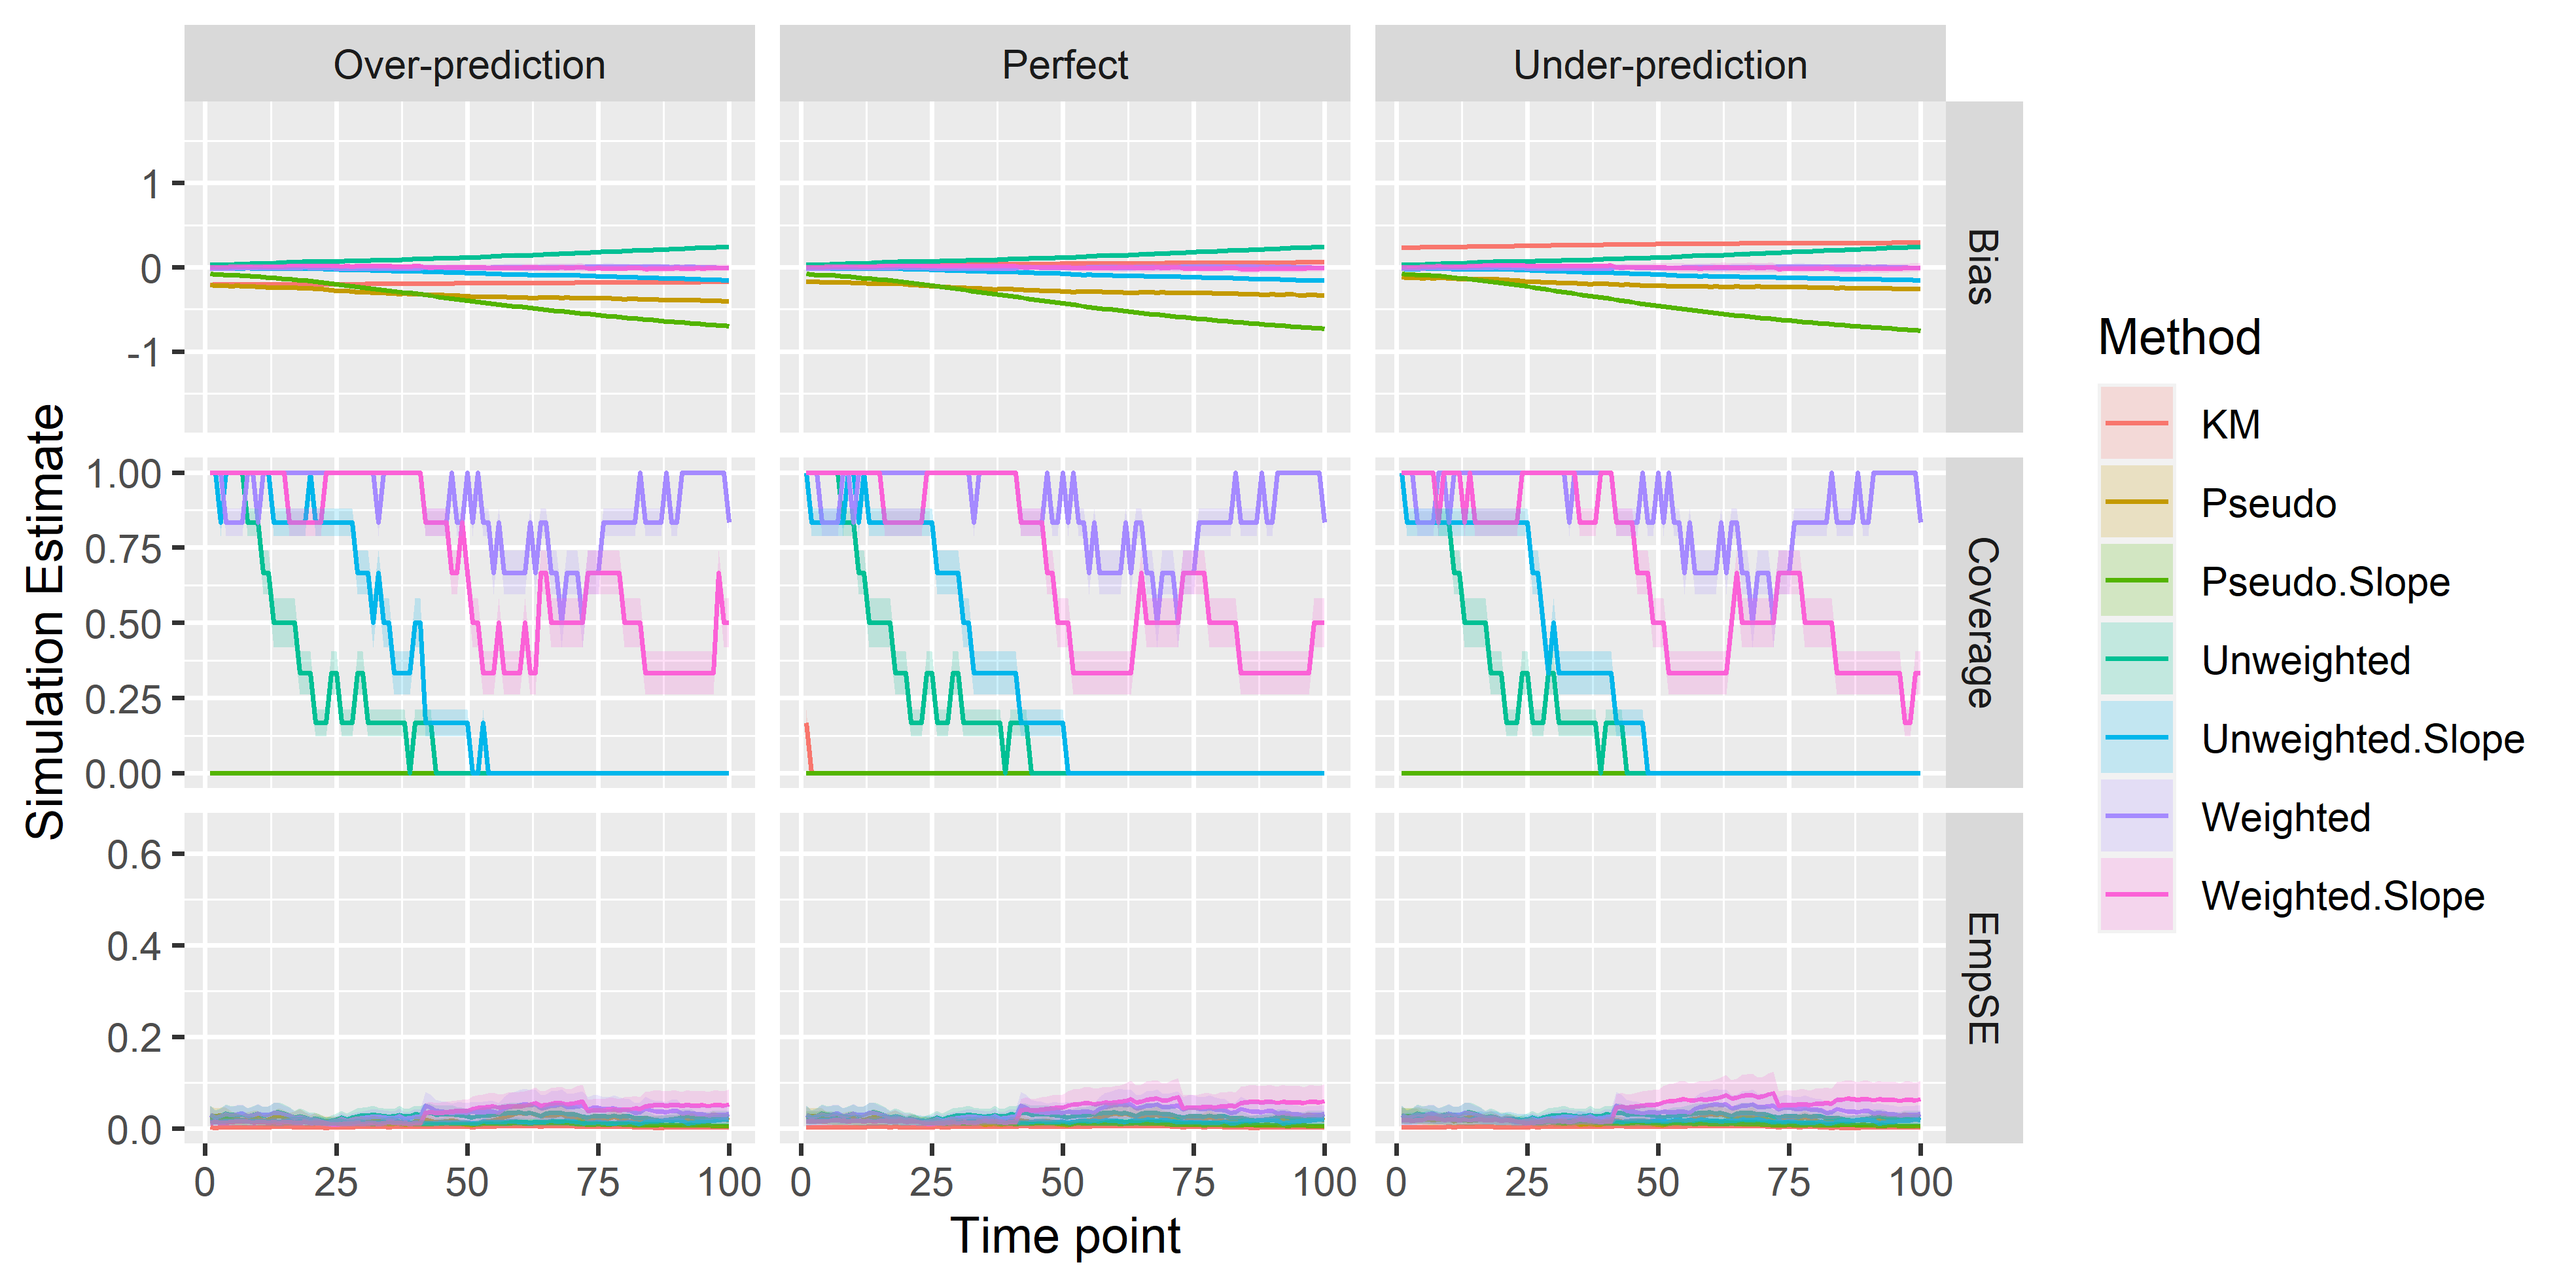 Over-prediction
Perfect
Under-prediction
Simulation Estimate
1
0
-1
Bias
1.00
0.75
0.50
0.25
0.00
Coverage
0.6
0.4
0.2
0.0
EmpSE
0 25 50 75 100
0 25 50 75 100
0 25 50 75 100
Time point
Method
KM
Pseudo
Pseudo.Slope
Unweighted
Unweighted.Slope
Weighted
Weighted.Slope